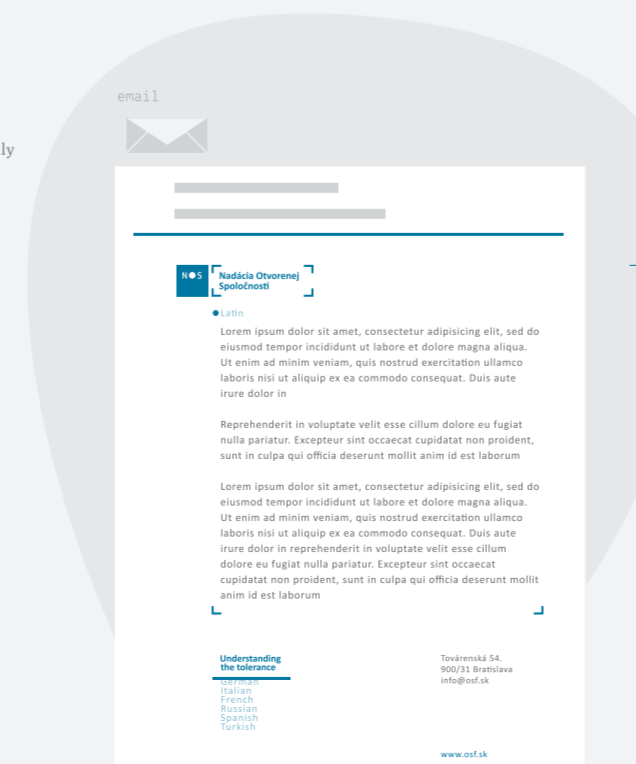 email
ly
N●S
Nadácia Otvorenej
Spoločnosti
Latin
Lorem ipsum dolor sit amet, consectetur adipisicing elit, sed do
eiusmod tempor incididunt ut labore et dolore magna aliqua.
Ut enim ad minim veniam, quis nostrud exercitation ullamco
laboris nisi ut aliquip ex ea commodo consequat. Duis aute
irure dolor in
Reprehenderit in voluptate velit esse cillum dolore eu fugiat
nulla pariatur. Excepteur sint occaecat cupidatat non proident,
sunt in culpa qui officia deserunt mollit anim id est laborum
Lorem ipsum dolor sit amet, consectetur adipisicing elit, sed do
eiusmod tempor incididunt ut labore et dolore magna aliqua.
Ut enim ad minim veniam, quis nostrud exercitation ullamco
laboris nisi ut aliquip ex ea commodo consequat. Duis aute
irure dolor in reprehenderit in voluptate velit esse cillum
dolore eu fugiat nulla pariatur. Excepteur sint occaecat
cupidatat non proident, sunt in culpa qui officia deserunt mollit
anim id est laborum
Understanding
the tolerance
German
Italian
French
Russian
Spanish
Turkish
Továrenská 54.
900/31 Bratislava
info@osf.sk
www.osf.sk